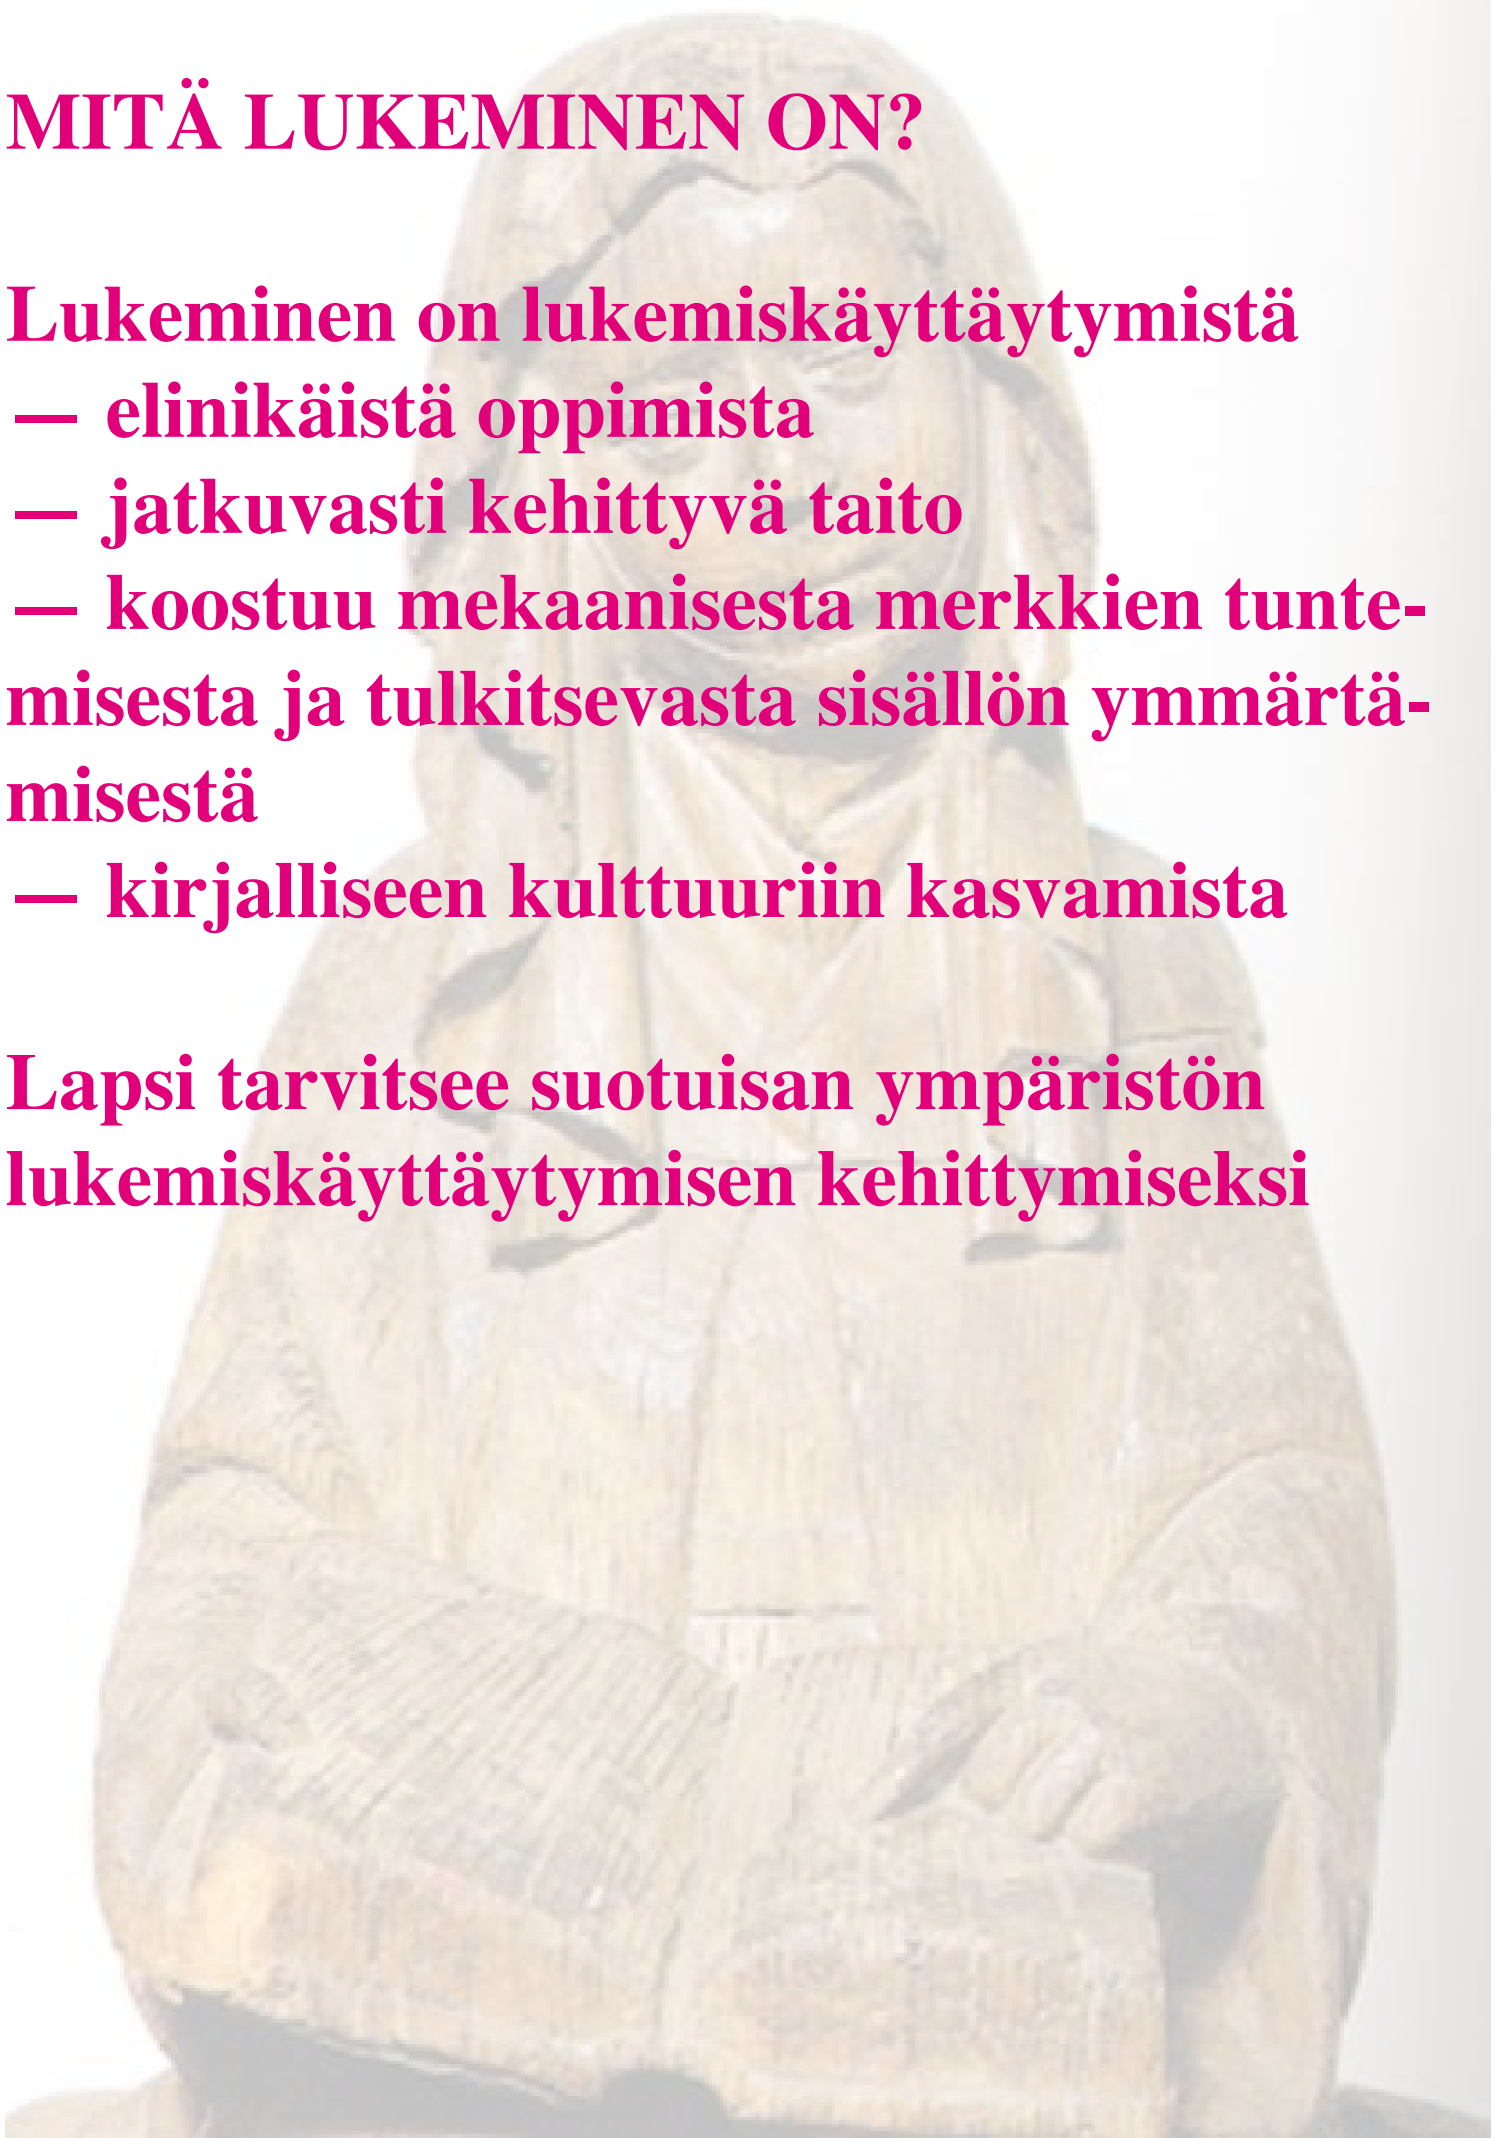 MITÄ LUKEMINEN ON?
Lukeminen on lukemiskäyttäytymistä
— elinikäistä oppimista
— jatkuvasti kehittyvä taito
— koostuu mekaanisesta merkkien tunte-
misesta ja tulkitsevasta sisällön ymmärtä-
misestä
— kirjalliseen kulttuuriin kasvamista
Lapsi tarvitsee suotuisan ympäristön
lukemiskäyttäytymisen kehittymiseksi